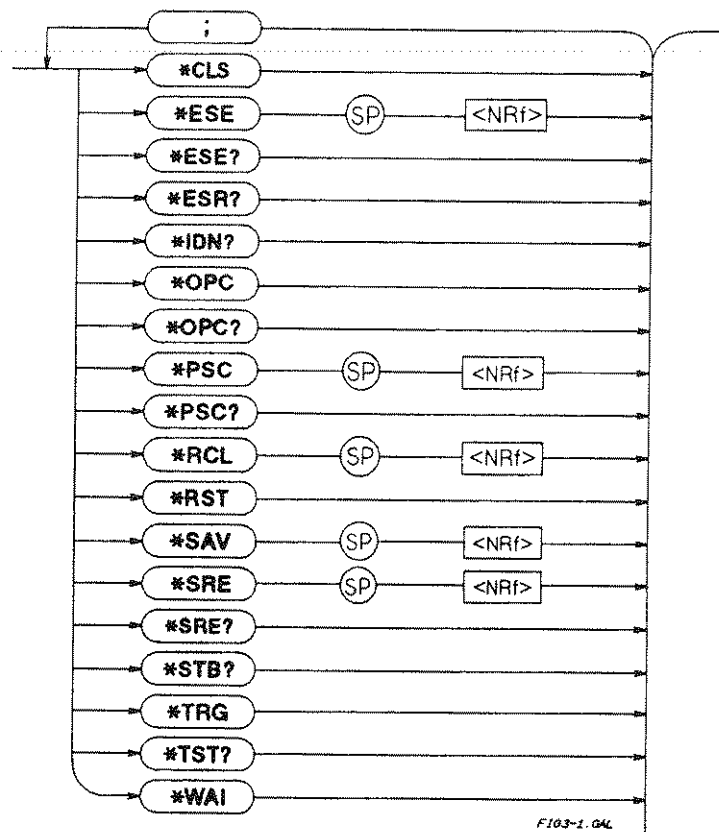 ;
*CLS
*ESE SP <NRf>
*ESE?
*ESR?
*IDN?
*OPC
*OPC?
*PSC SP <NRf>
*PSC?
*RCL SP <NRf>
*RST
*SAV SP <NRf>
*SRE SP <NRf>
*SRE?
*STB?
*TRG
*TST?
*WAI
FIG3-1.GAL